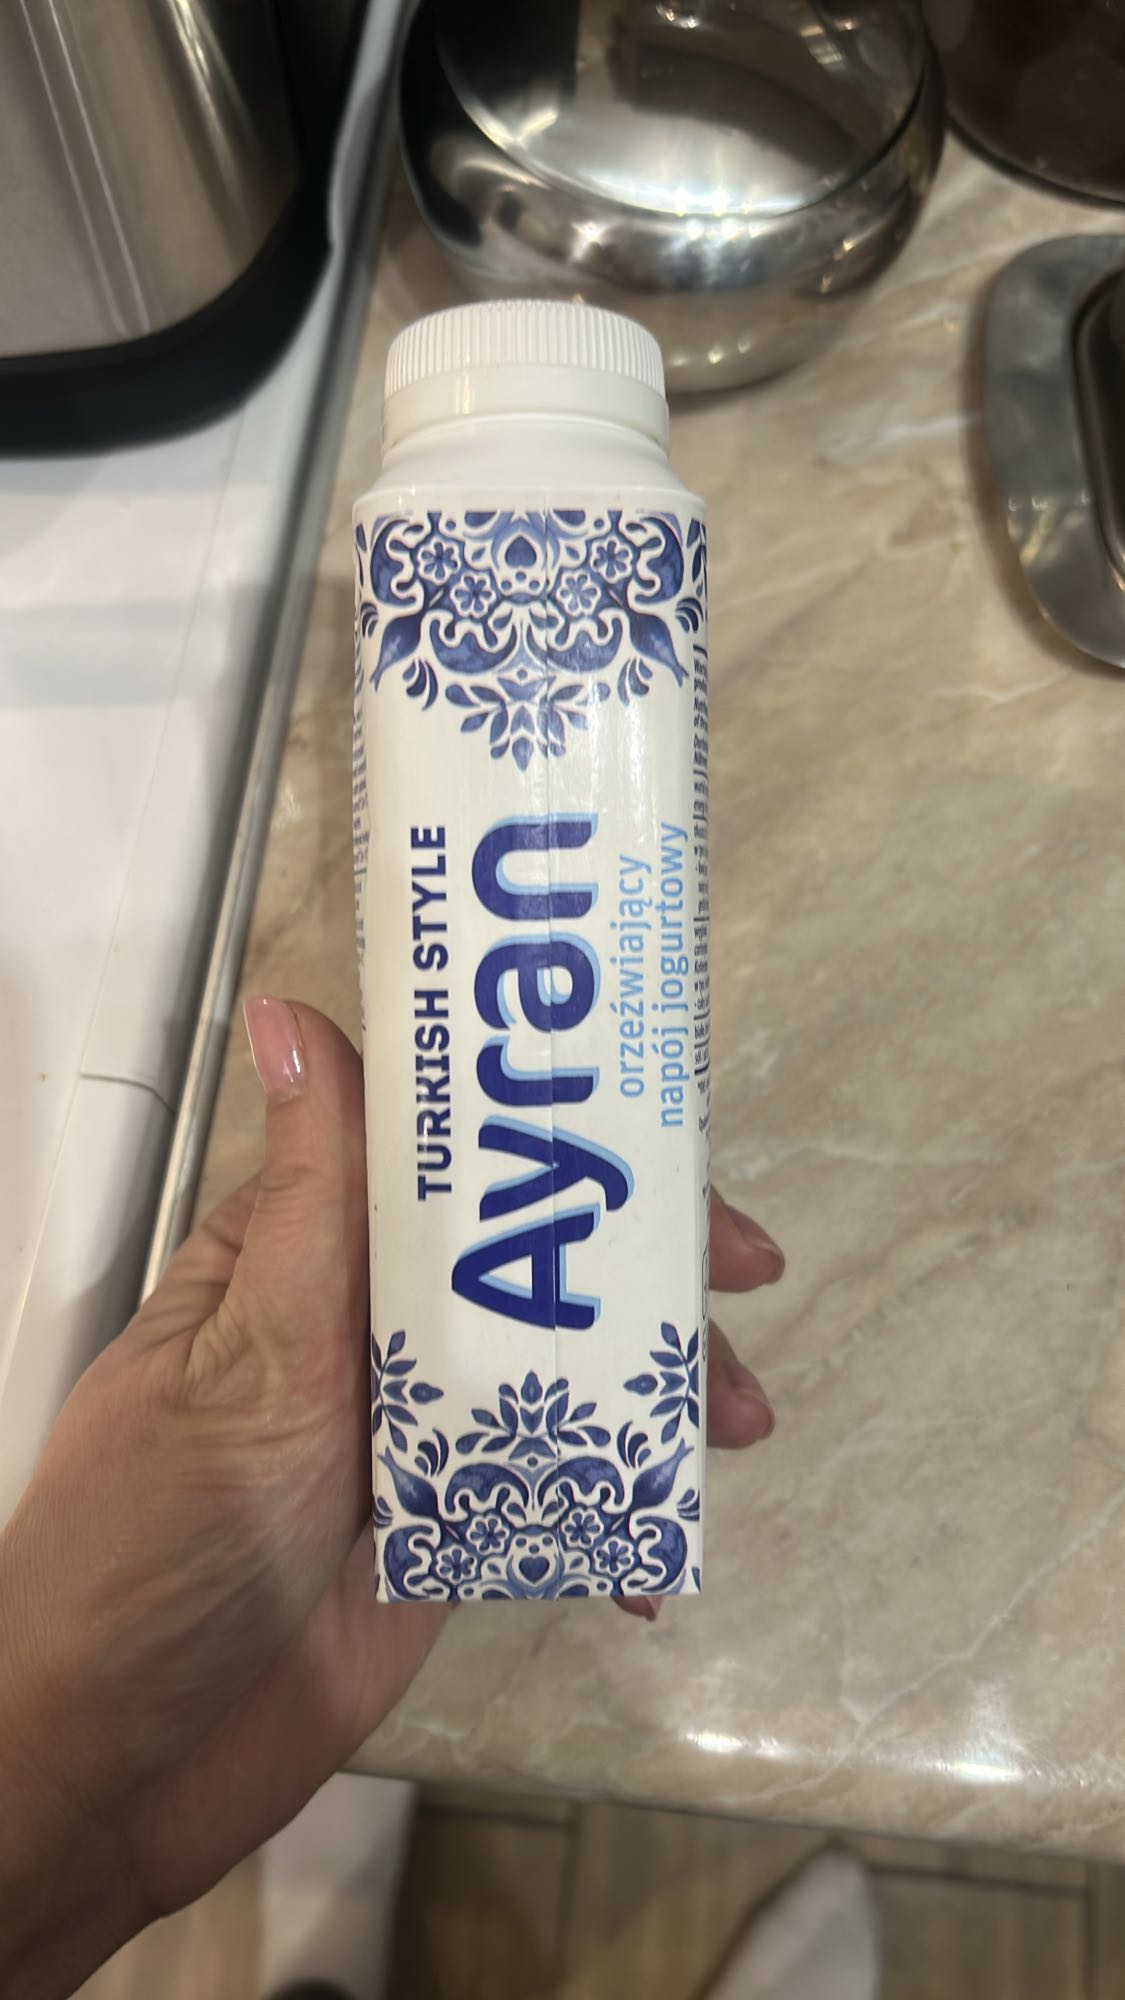 TURKISH STYLE
Ayran
orzeźwiający
napój jogurtowy